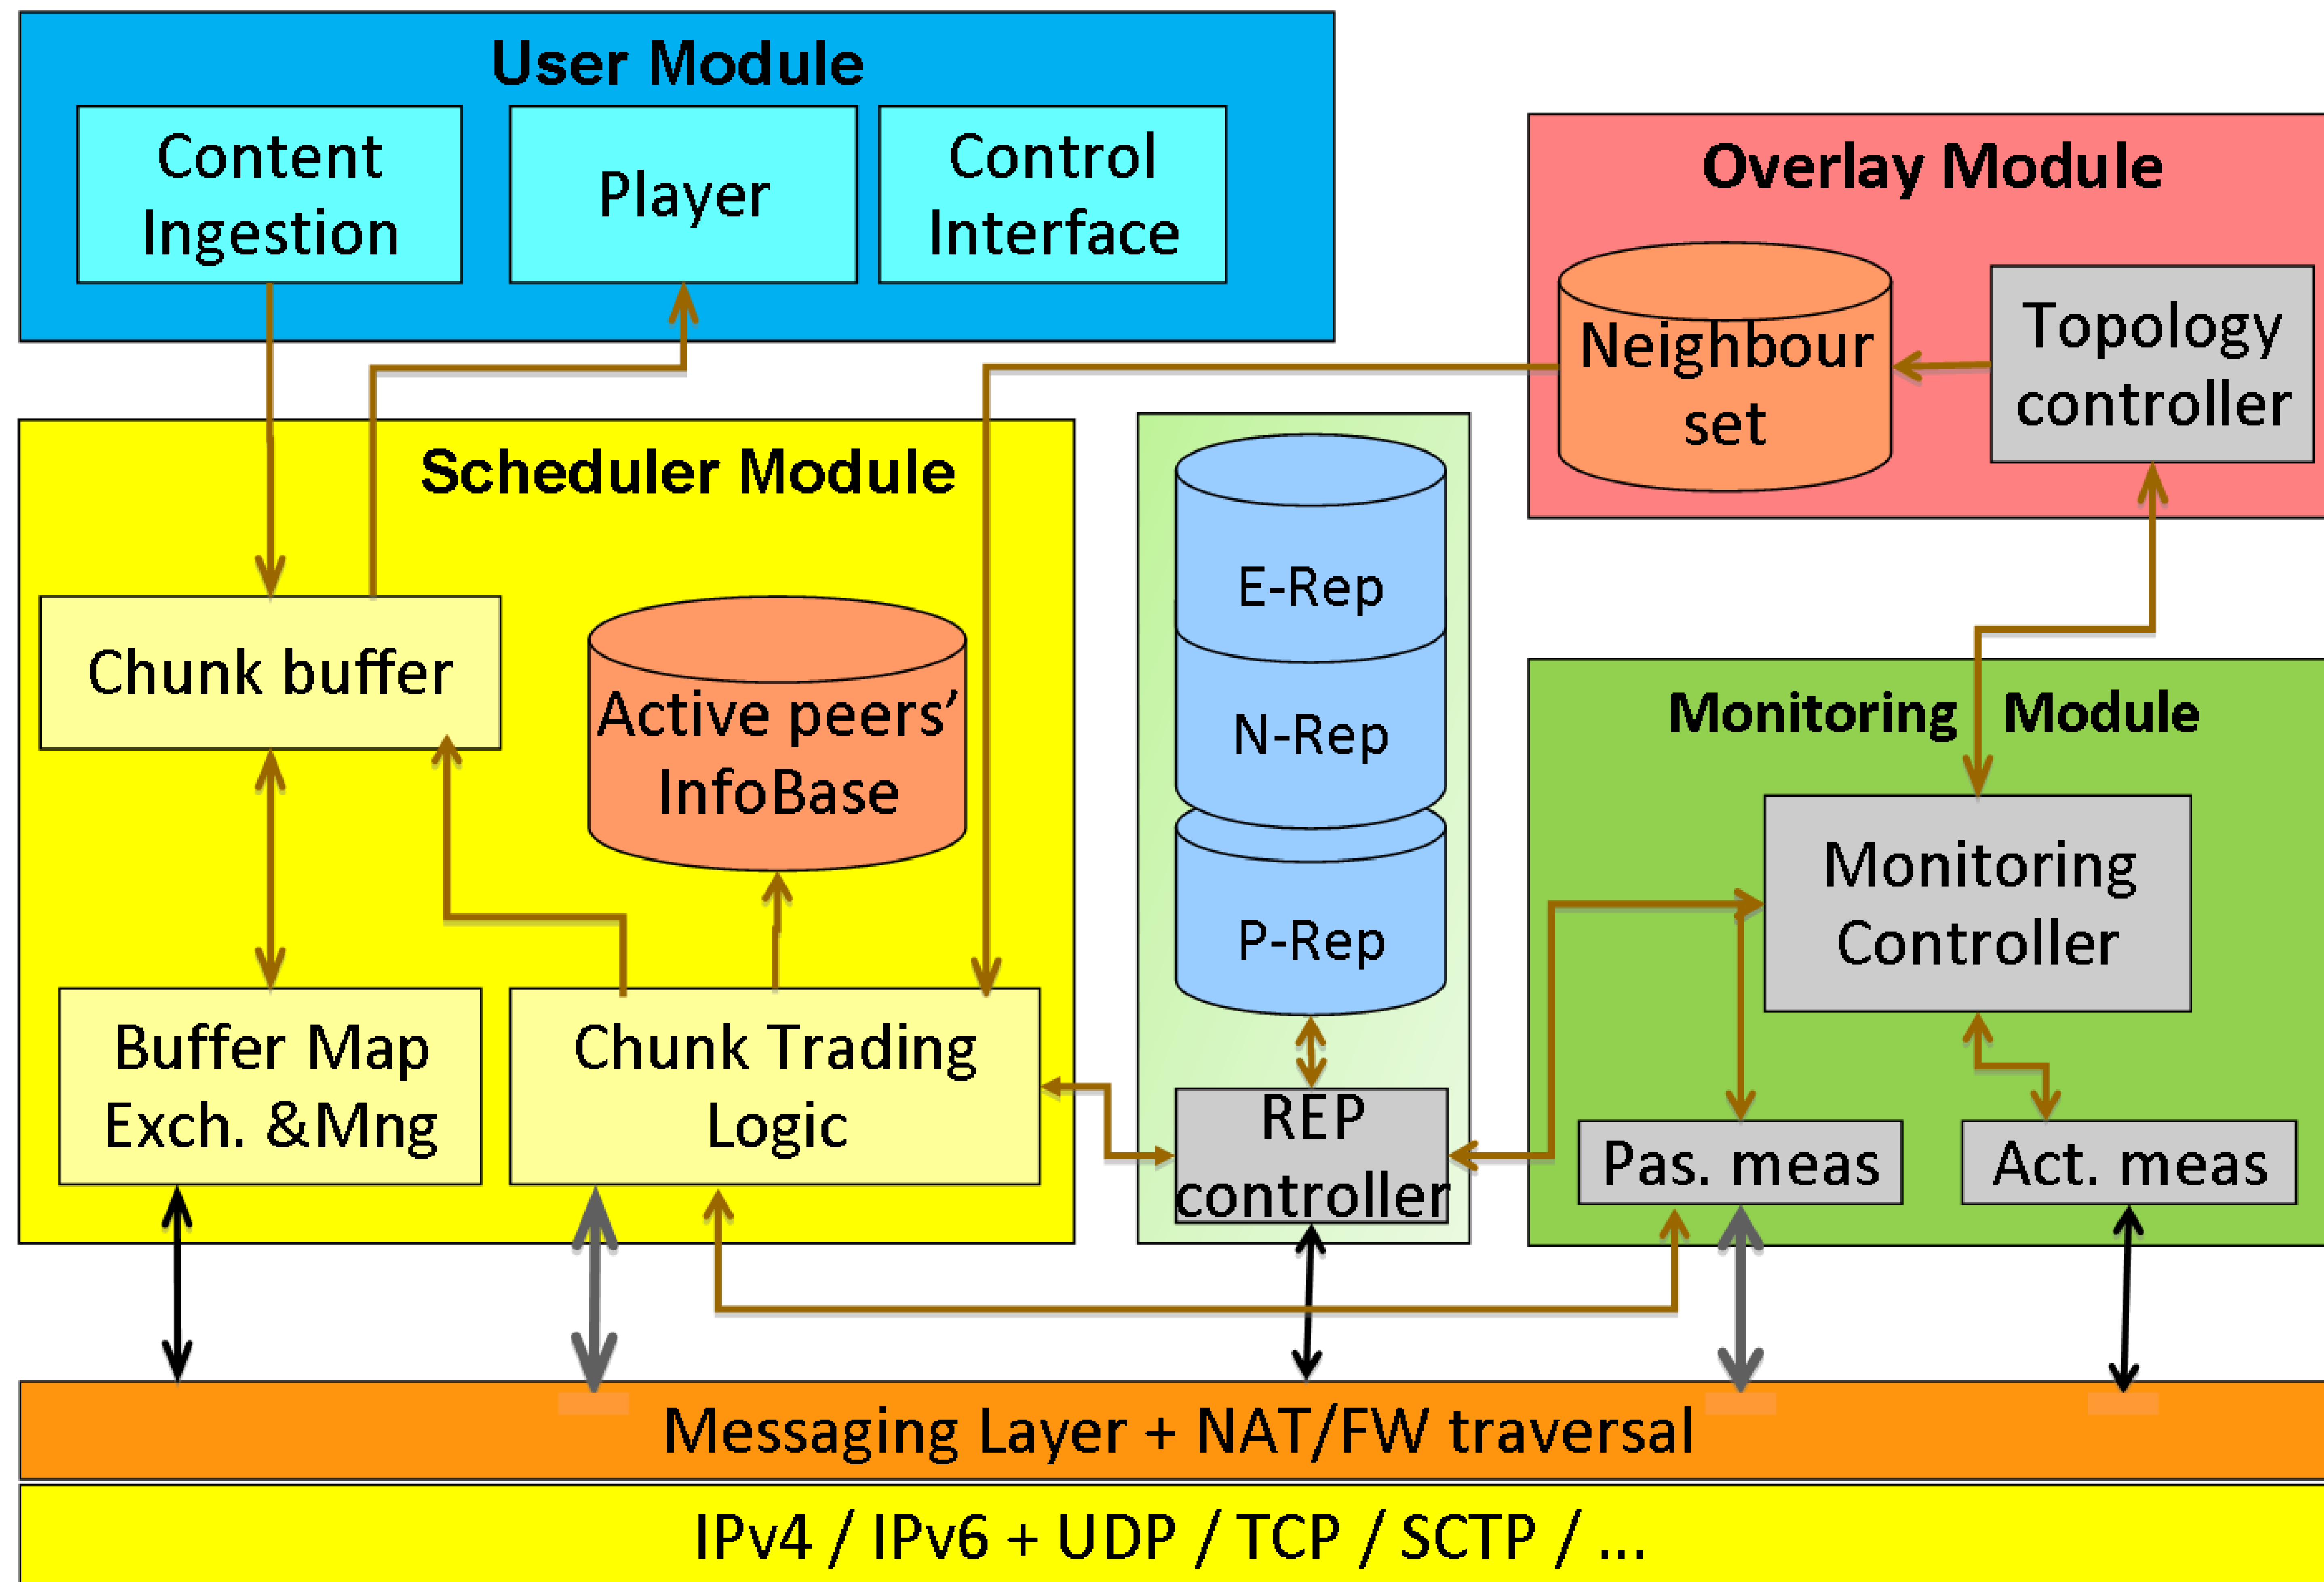 User Module
Content
Ingestion
Player
Control
Interface
Overlay Module
Neighbour
set
Topology
controller
Scheduler Module
Chunk buffer
Active peers’
InfoBase
Buffer Map
Exch. &Mng
Chunk Trading
Logic
E-Rep
N-Rep
P-Rep
REP
controller
Monitoring Module
Monitoring
Controller
Pas. meas
Act. meas
Messaging Layer + NAT/FW traversal
IPv4 / IPv6 + UDP / TCP / SCTP / ...